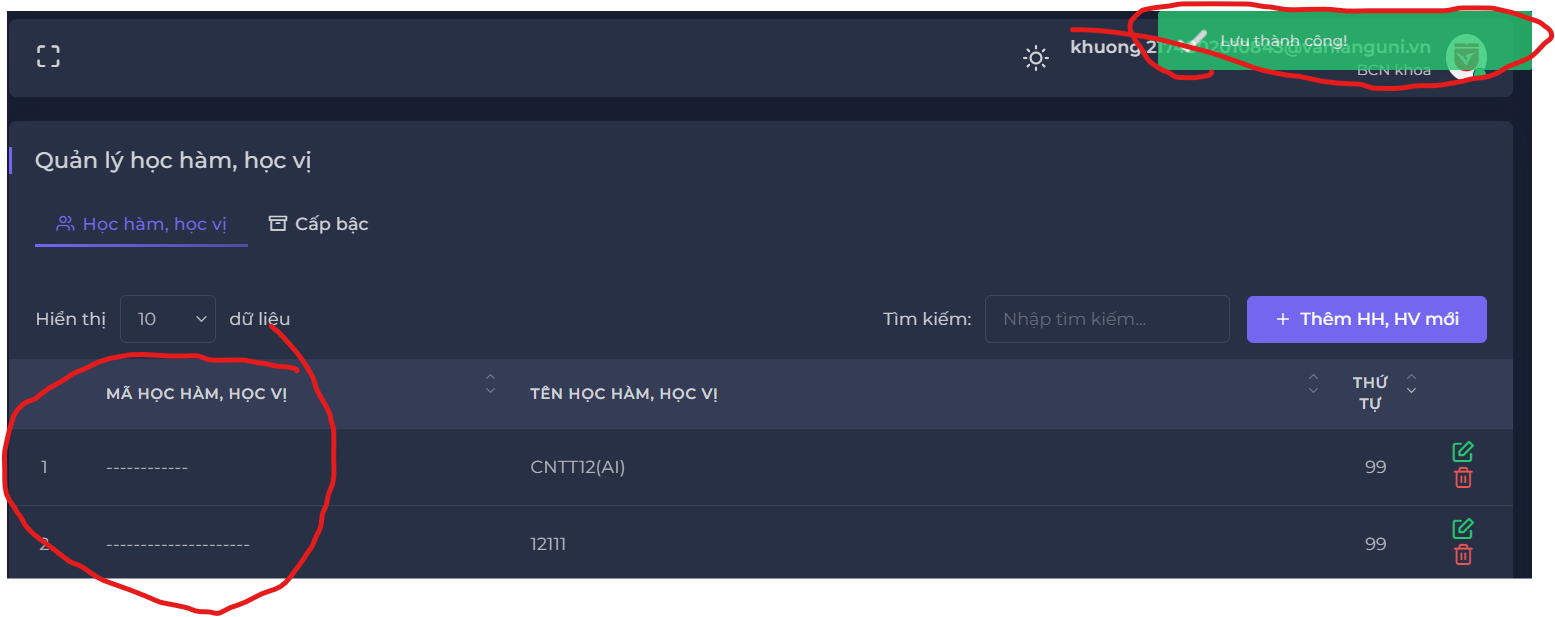 khuong 2174802010843@vanlanguni.vn
Lưu thành công!
BCN khoa
Quản lý học hàm, học vị
Học hàm, học vị
Cấp bậc
Hiển thị 10 dữ liệu
Tìm kiếm: Nhập tìm kiếm... + Thêm HH, HV mới
MÃ HỌC HÀM, HỌC VỊ TÊN HỌC HÀM, HỌC VỊ THỨ TỰ
1 ------------ CNTT12(AI) 99
2 --------------------- 12111 99